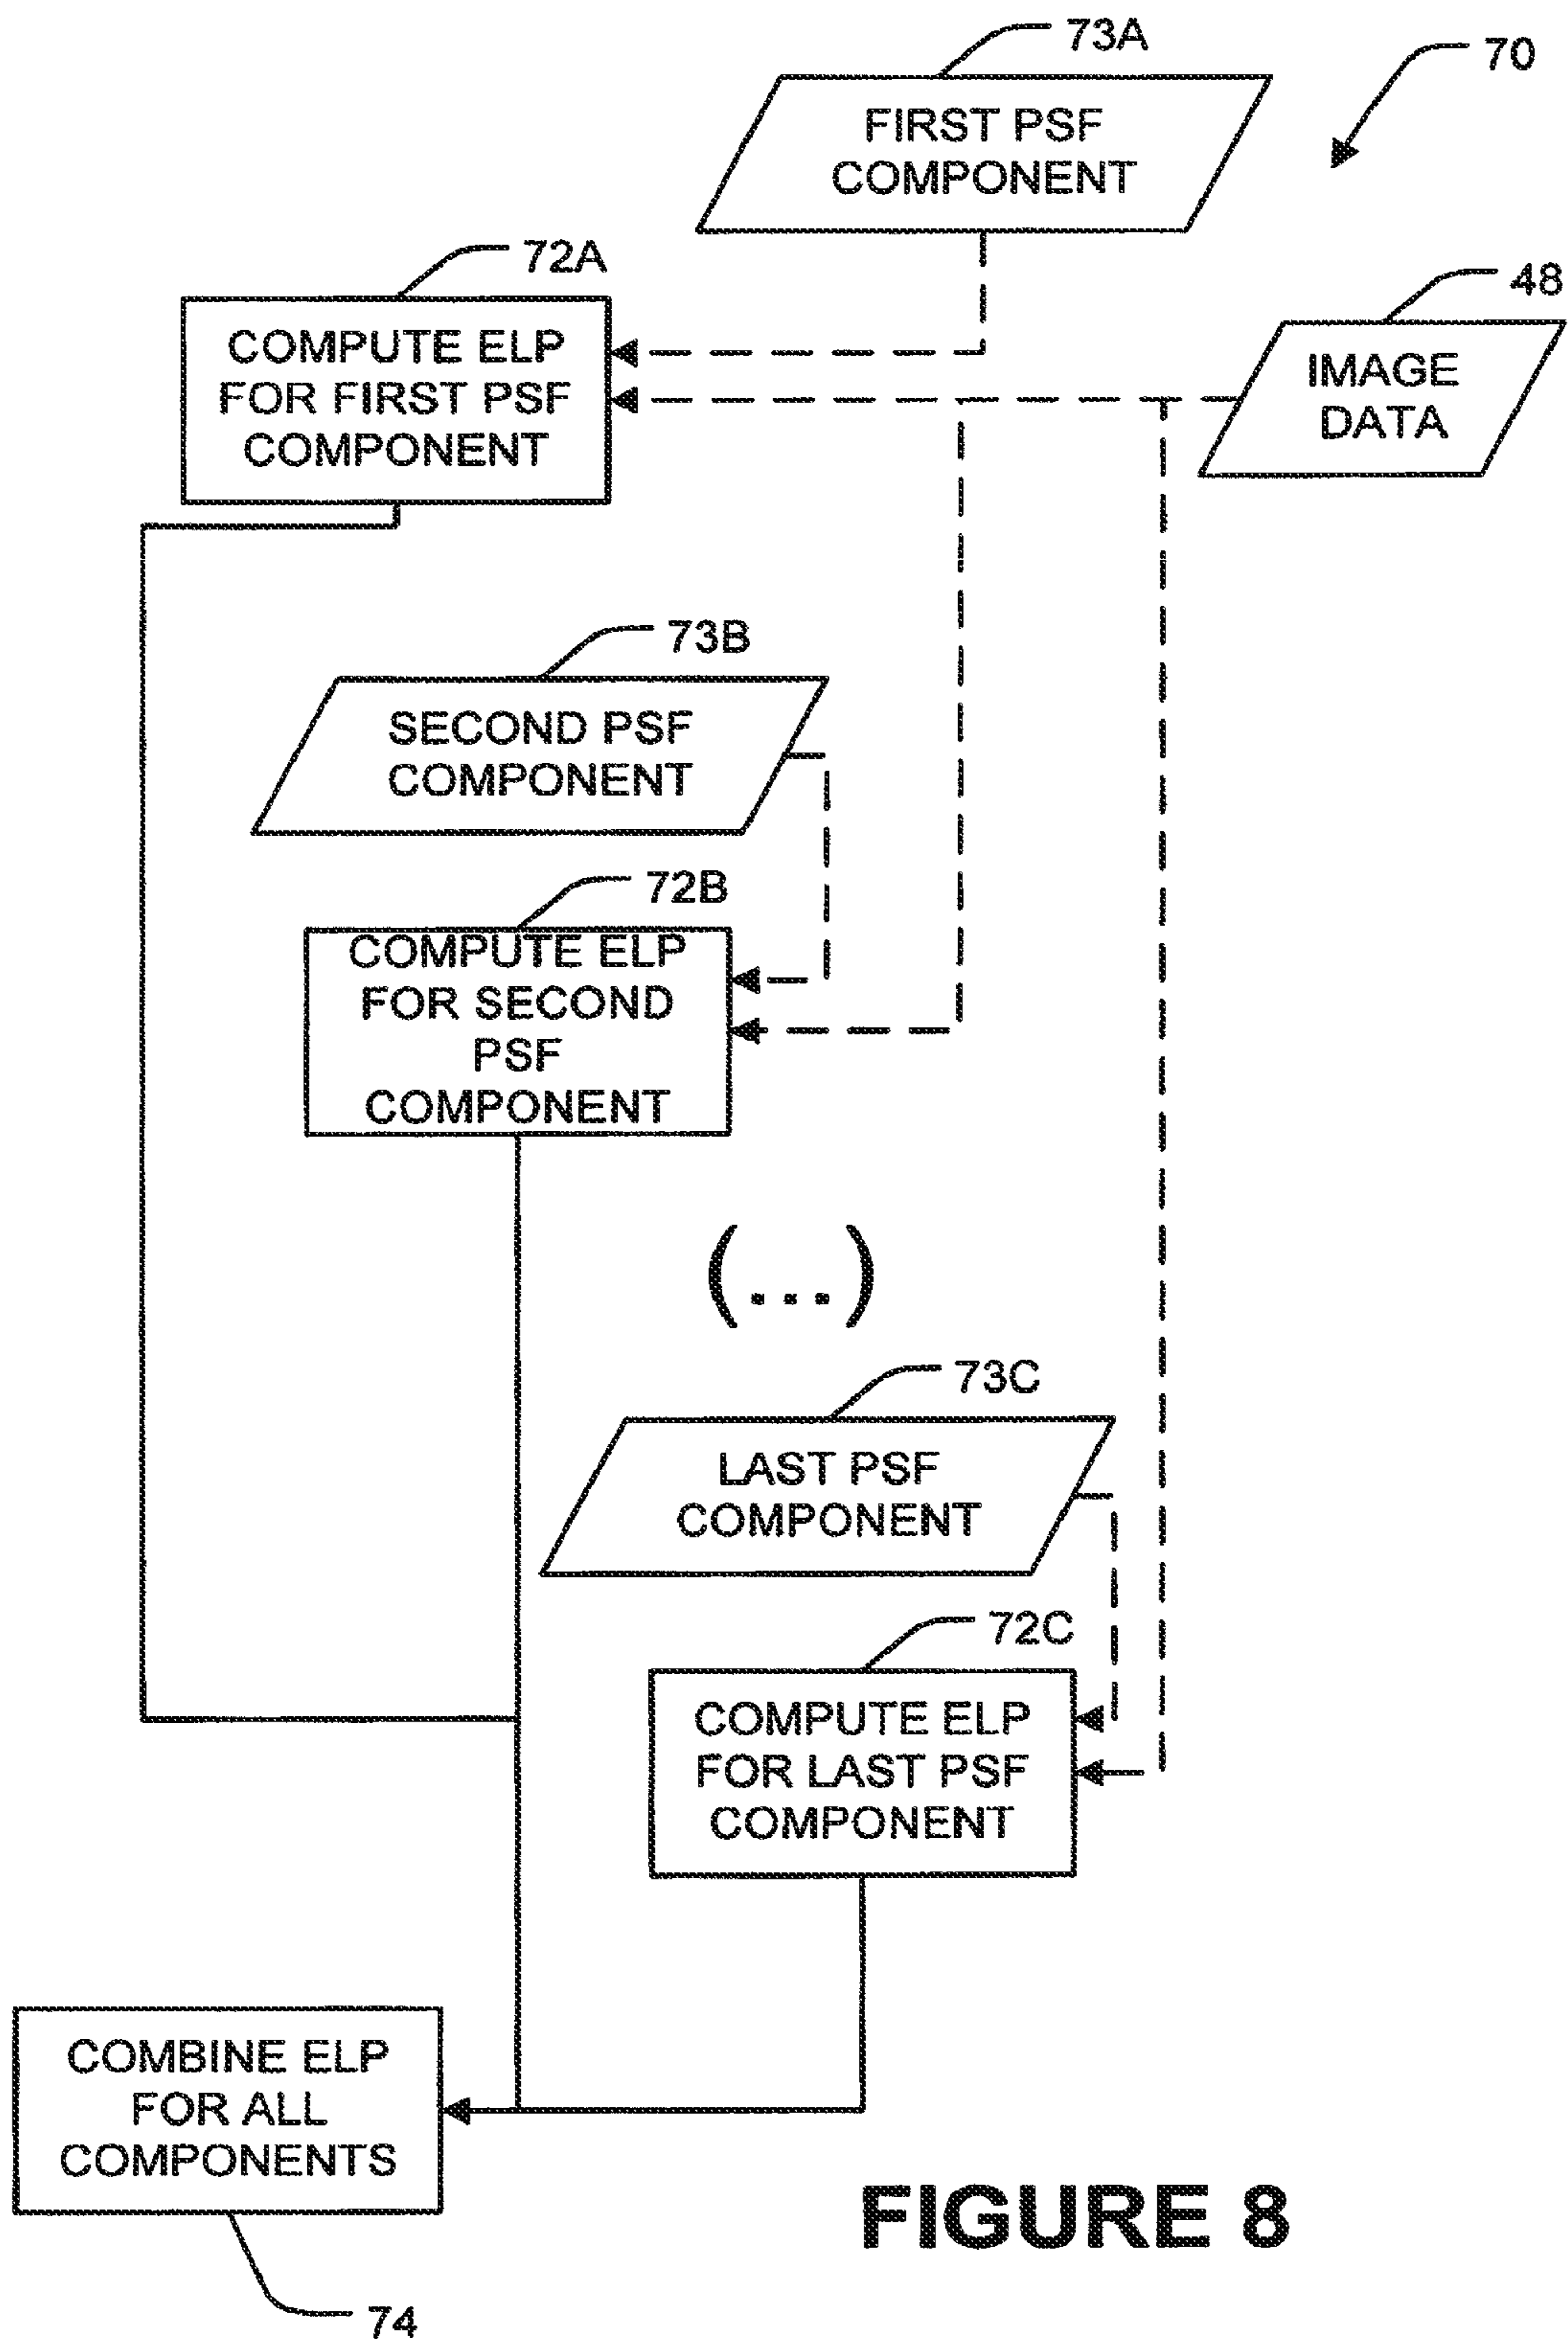 73A
70
FIRST PSF
COMPONENT
72A
48
COMPUTE ELP
FOR FIRST PSF
COMPONENT
IMAGE
DATA
73B
SECOND PSF
COMPONENT
72B
COMPUTE ELP
FOR SECOND
PSF
COMPONENT
(...)
73C
LAST PSF
COMPONENT
72C
COMPUTE ELP
FOR LAST PSF
COMPONENT
COMBINE ELP
FOR ALL
COMPONENTS
74
FIGURE 8